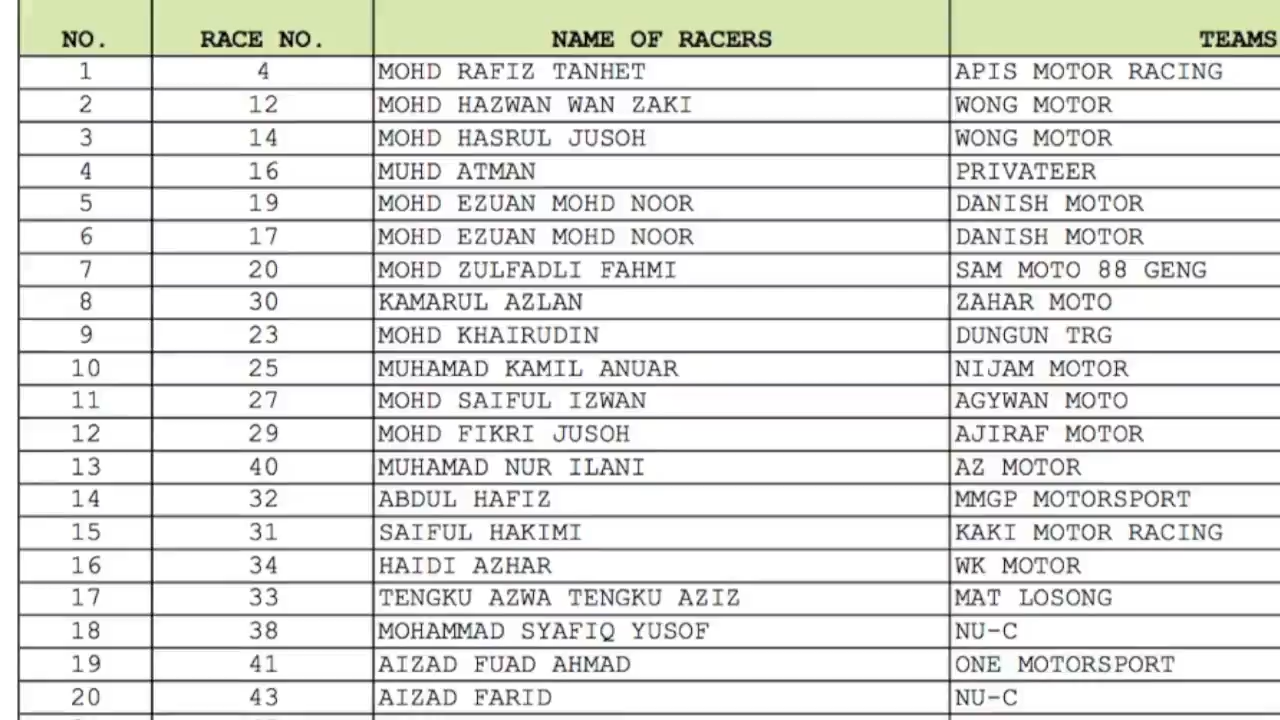 NO. RACE NO. NAME OF RACERS TEAMS
1 4 MOHD RAFIZ TANHET APIS MOTOR RACING
2 12 MOHD HAZWAN WAN ZAKI WONG MOTOR
3 14 MOHD HASRUL JUSOH WONG MOTOR
4 16 MUHD ATMAN PRIVATEER
5 19 MOHD EZUAN MOHD NOOR DANISH MOTOR
6 17 MOHD EZUAN MOHD NOOR DANISH MOTOR
7 20 MOHD ZULFADLI FAHMI SAM MOTO 88 GENG
8 30 KAMARUL AZLAN ZAHAR MOTO
9 23 MOHD KHAIRUDIN DUNGUN TRG
10 25 MUHAMAD KAMIL ANUAR NIJAM MOTOR
11 27 MOHD SAIFUL IZWAN AGYWAN MOTO
12 29 MOHD FIKRI JUSOH AJIRAF MOTOR
13 40 MUHAMAD NUR ILANI AZ MOTOR
14 32 ABDUL HAFIZ MMGP MOTORSPORT
15 31 SAIFUL HAKIMI KAKI MOTOR RACING
16 34 HAIDI AZHAR WK MOTOR
17 33 TENGKU AZWA TENGKU AZIZ MAT LOSONG
18 38 MOHAMMAD SYAFIQ YUSOF NU-C
19 41 AIZAD FUAD AHMAD ONE MOTORSPORT
20 43 AIZAD FARID NU-C